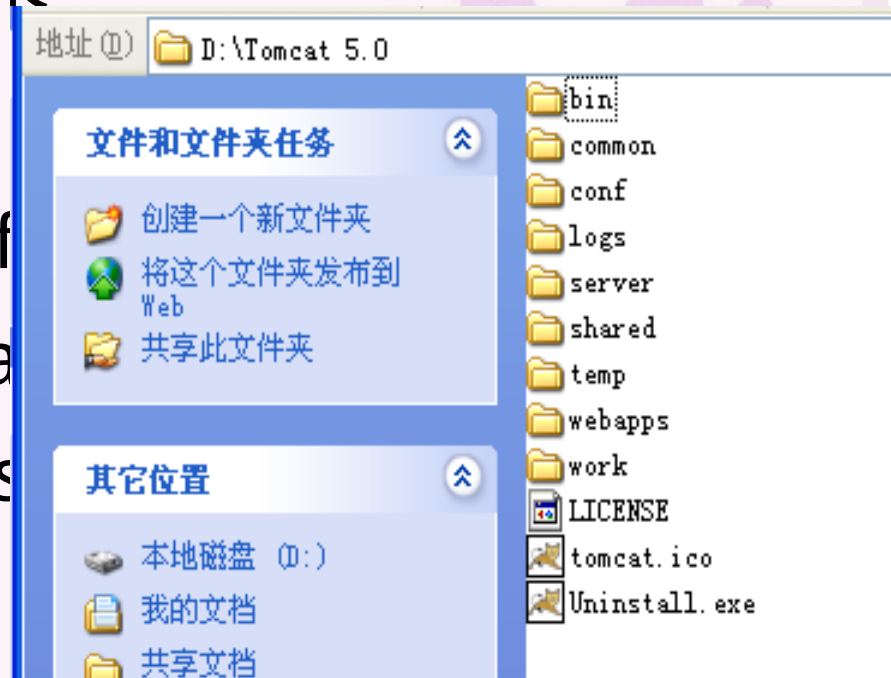 地址(D) D:\Tomcat 5.0
文件和文件夹任务
创建一个新文件夹
将这个文件夹发布到
Web
共享此文件夹
其它位置
本地磁盘 (D:)
我的文档
共享文档
bin
common
conf
logs
server
shared
temp
webapps
work
LICENSE
tomcat.ico
Uninstall.exe